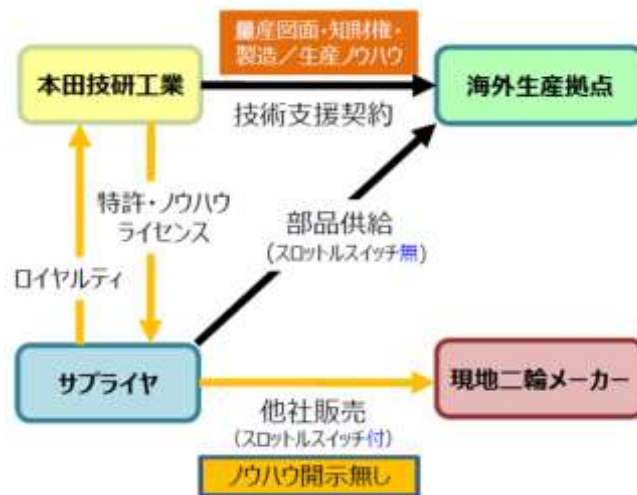 量産図面・知財権・
製造／生産ノウハウ
本田技研工業
海外生産拠点
技術支援契約
特許・ノウハウ
ライセンス
部品供給
(スロットルスイッチ無)
ロイヤルティ
サプライヤ
現地二輪メーカー
他社販売
(スロットルスイッチ付)
ノウハウ開示無し